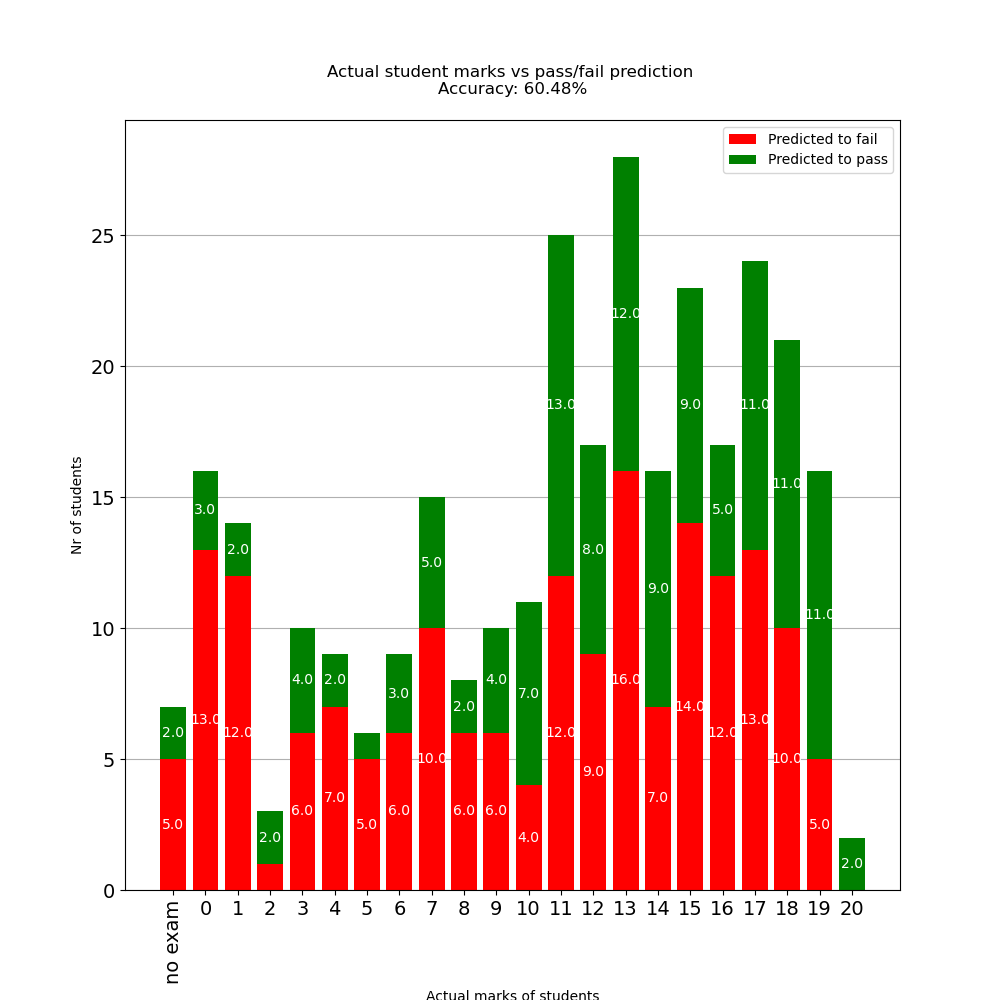 Actual student marks vs pass/fail prediction
Accuracy: 60.48%
Predicted to fail
Predicted to pass
Nr of students
25
20
15
10
5
0
2.0 3.0 2.0 2.0 4.0 2.0 3.0 5.0 2.0 4.0 7.0 13.0 8.0 12.0 9.0 9.0 5.0 11.0 11.0 11.0 2.0
5.0 13.0 12.0 6.0 7.0 5.0 6.0 10.0 6.0 6.0 4.0 12.0 9.0 16.0 7.0 14.0 12.0 13.0 10.0 5.0
no exam 0 1 2 3 4 5 6 7 8 9 10 11 12 13 14 15 16 17 18 19 20
Actual marks of students